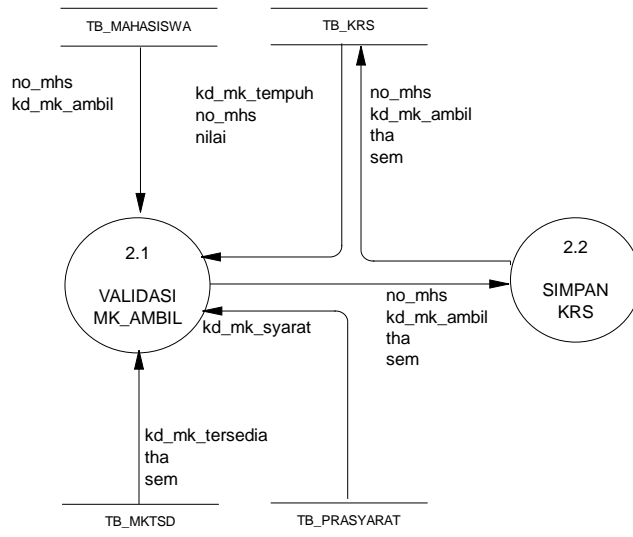 TB_MAHASISWA
TB_KRS
no_mhs
kd_mk_ambil
kd_mk_tempuh
no_mhs
nilai
no_mhs
kd_mk_ambil
tha
sem
2.1
VALIDASI
MK_AMBIL
2.2
SIMPAN
KRS
no_mhs
kd_mk_ambil
tha
sem
kd_mk_syarat
kd_mk_tersedia
tha
sem
TB_MKTSD
TB_PRASYARAT